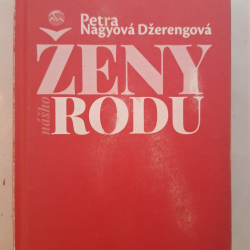 Petra
Nagyová Džerengová
ŽENY
nášho
RODU